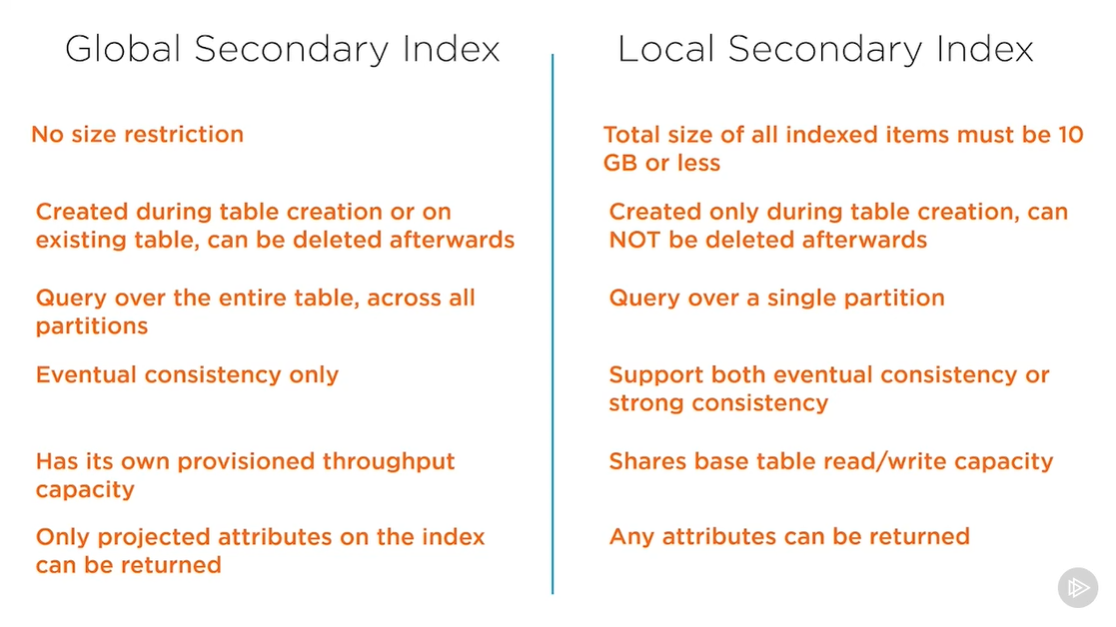 Global Secondary Index
No size restriction
Created during table creation or on
existing table, can be deleted afterwards
Query over the entire table, across all
partitions
Eventual consistency only
Has its own provisioned throughput
capacity
Only projected attributes on the index
can be returned
Local Secondary Index
Total size of all indexed items must be 10
GB or less
Created only during table creation, can
NOT be deleted afterwards
Query over a single partition
Support both eventual consistency or
strong consistency
Shares base table read/write capacity
Any attributes can be returned